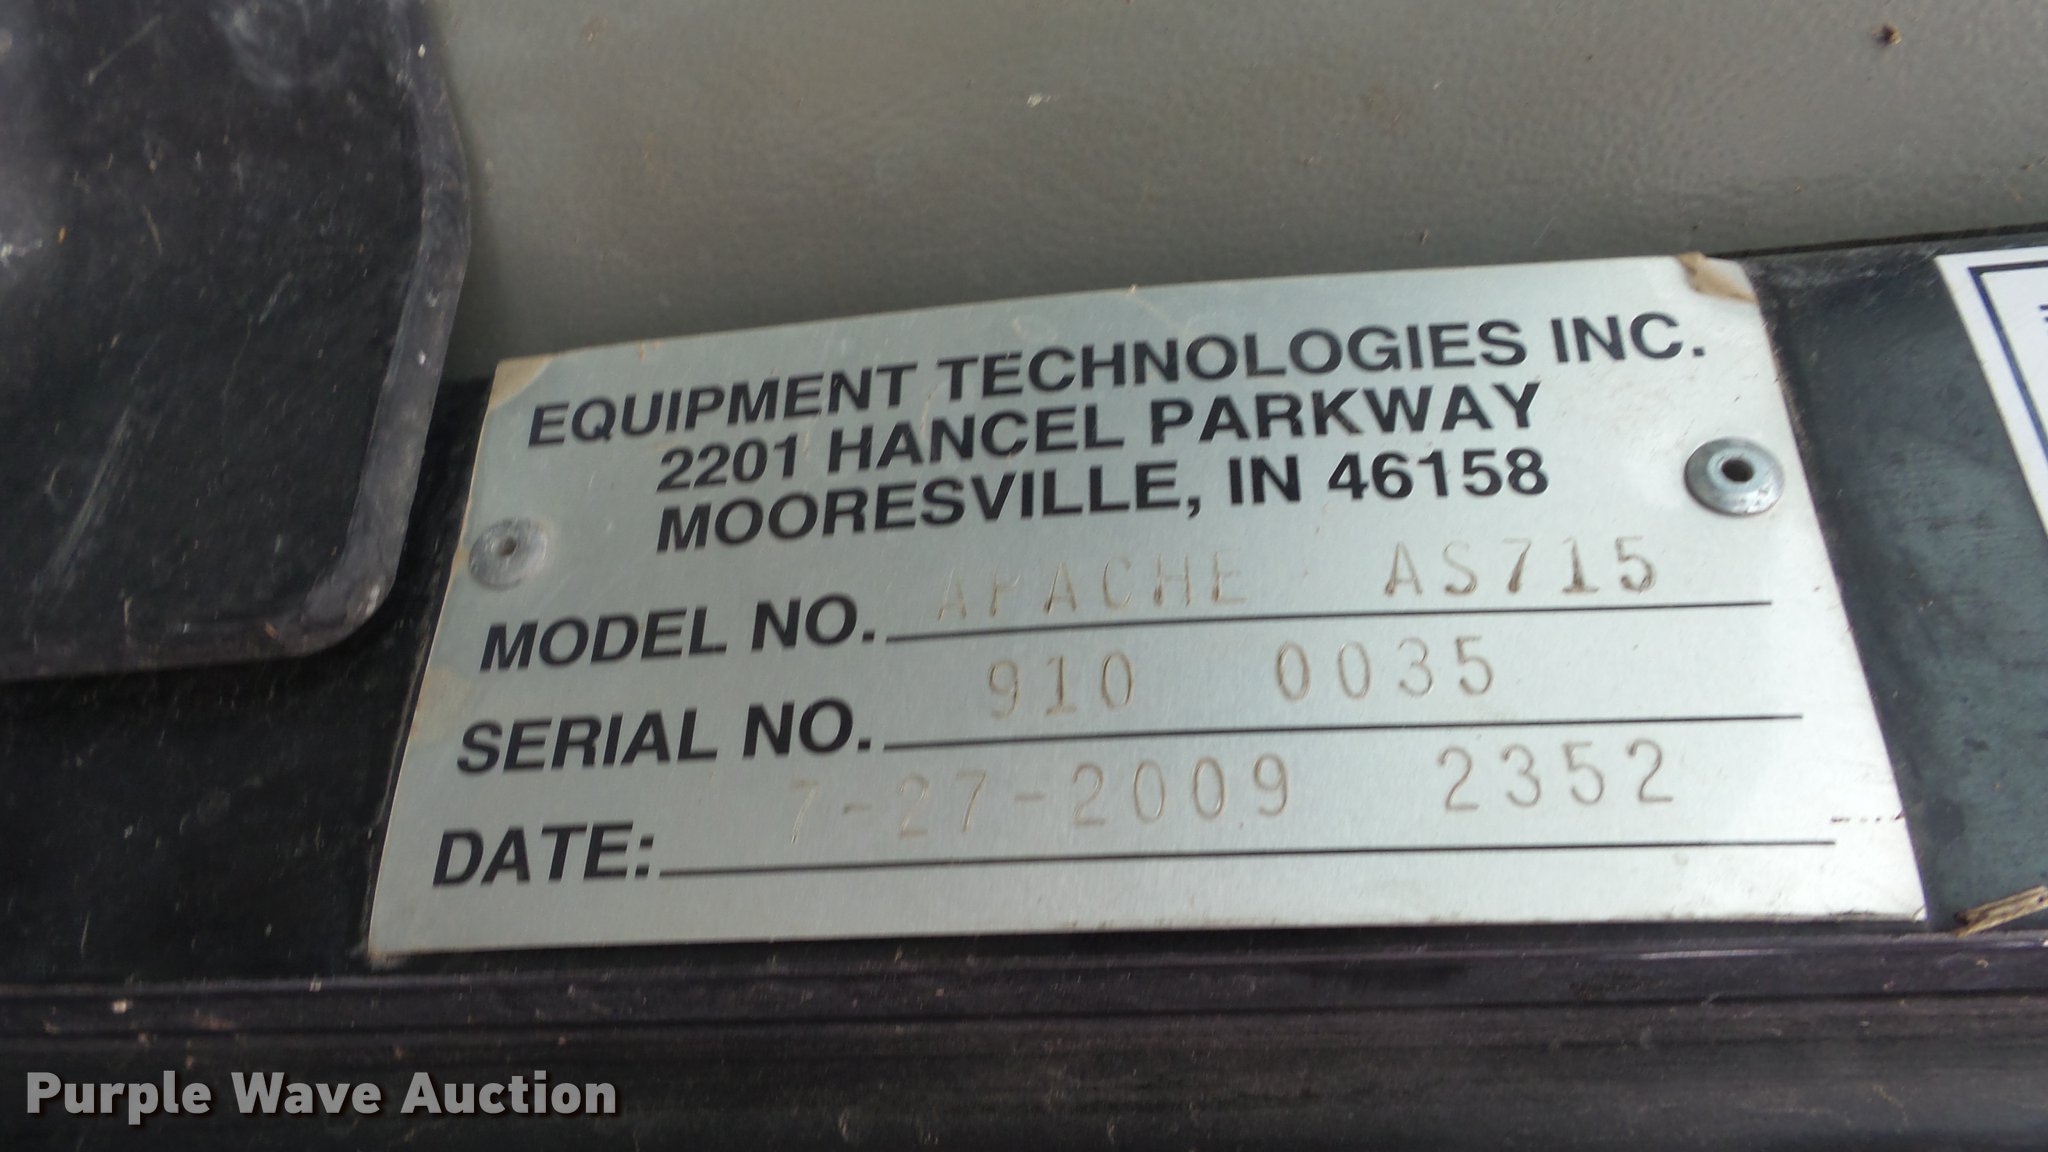 EQUIPMENT TECHNOLOGIES INC.
2201 HANCEL PARKWAY
MOORESVILLE, IN 46158
MODEL NO. APACHE AS715
SERIAL NO. 910 0035
DATE: 7-27-2009 2352
Purple Wave Auction